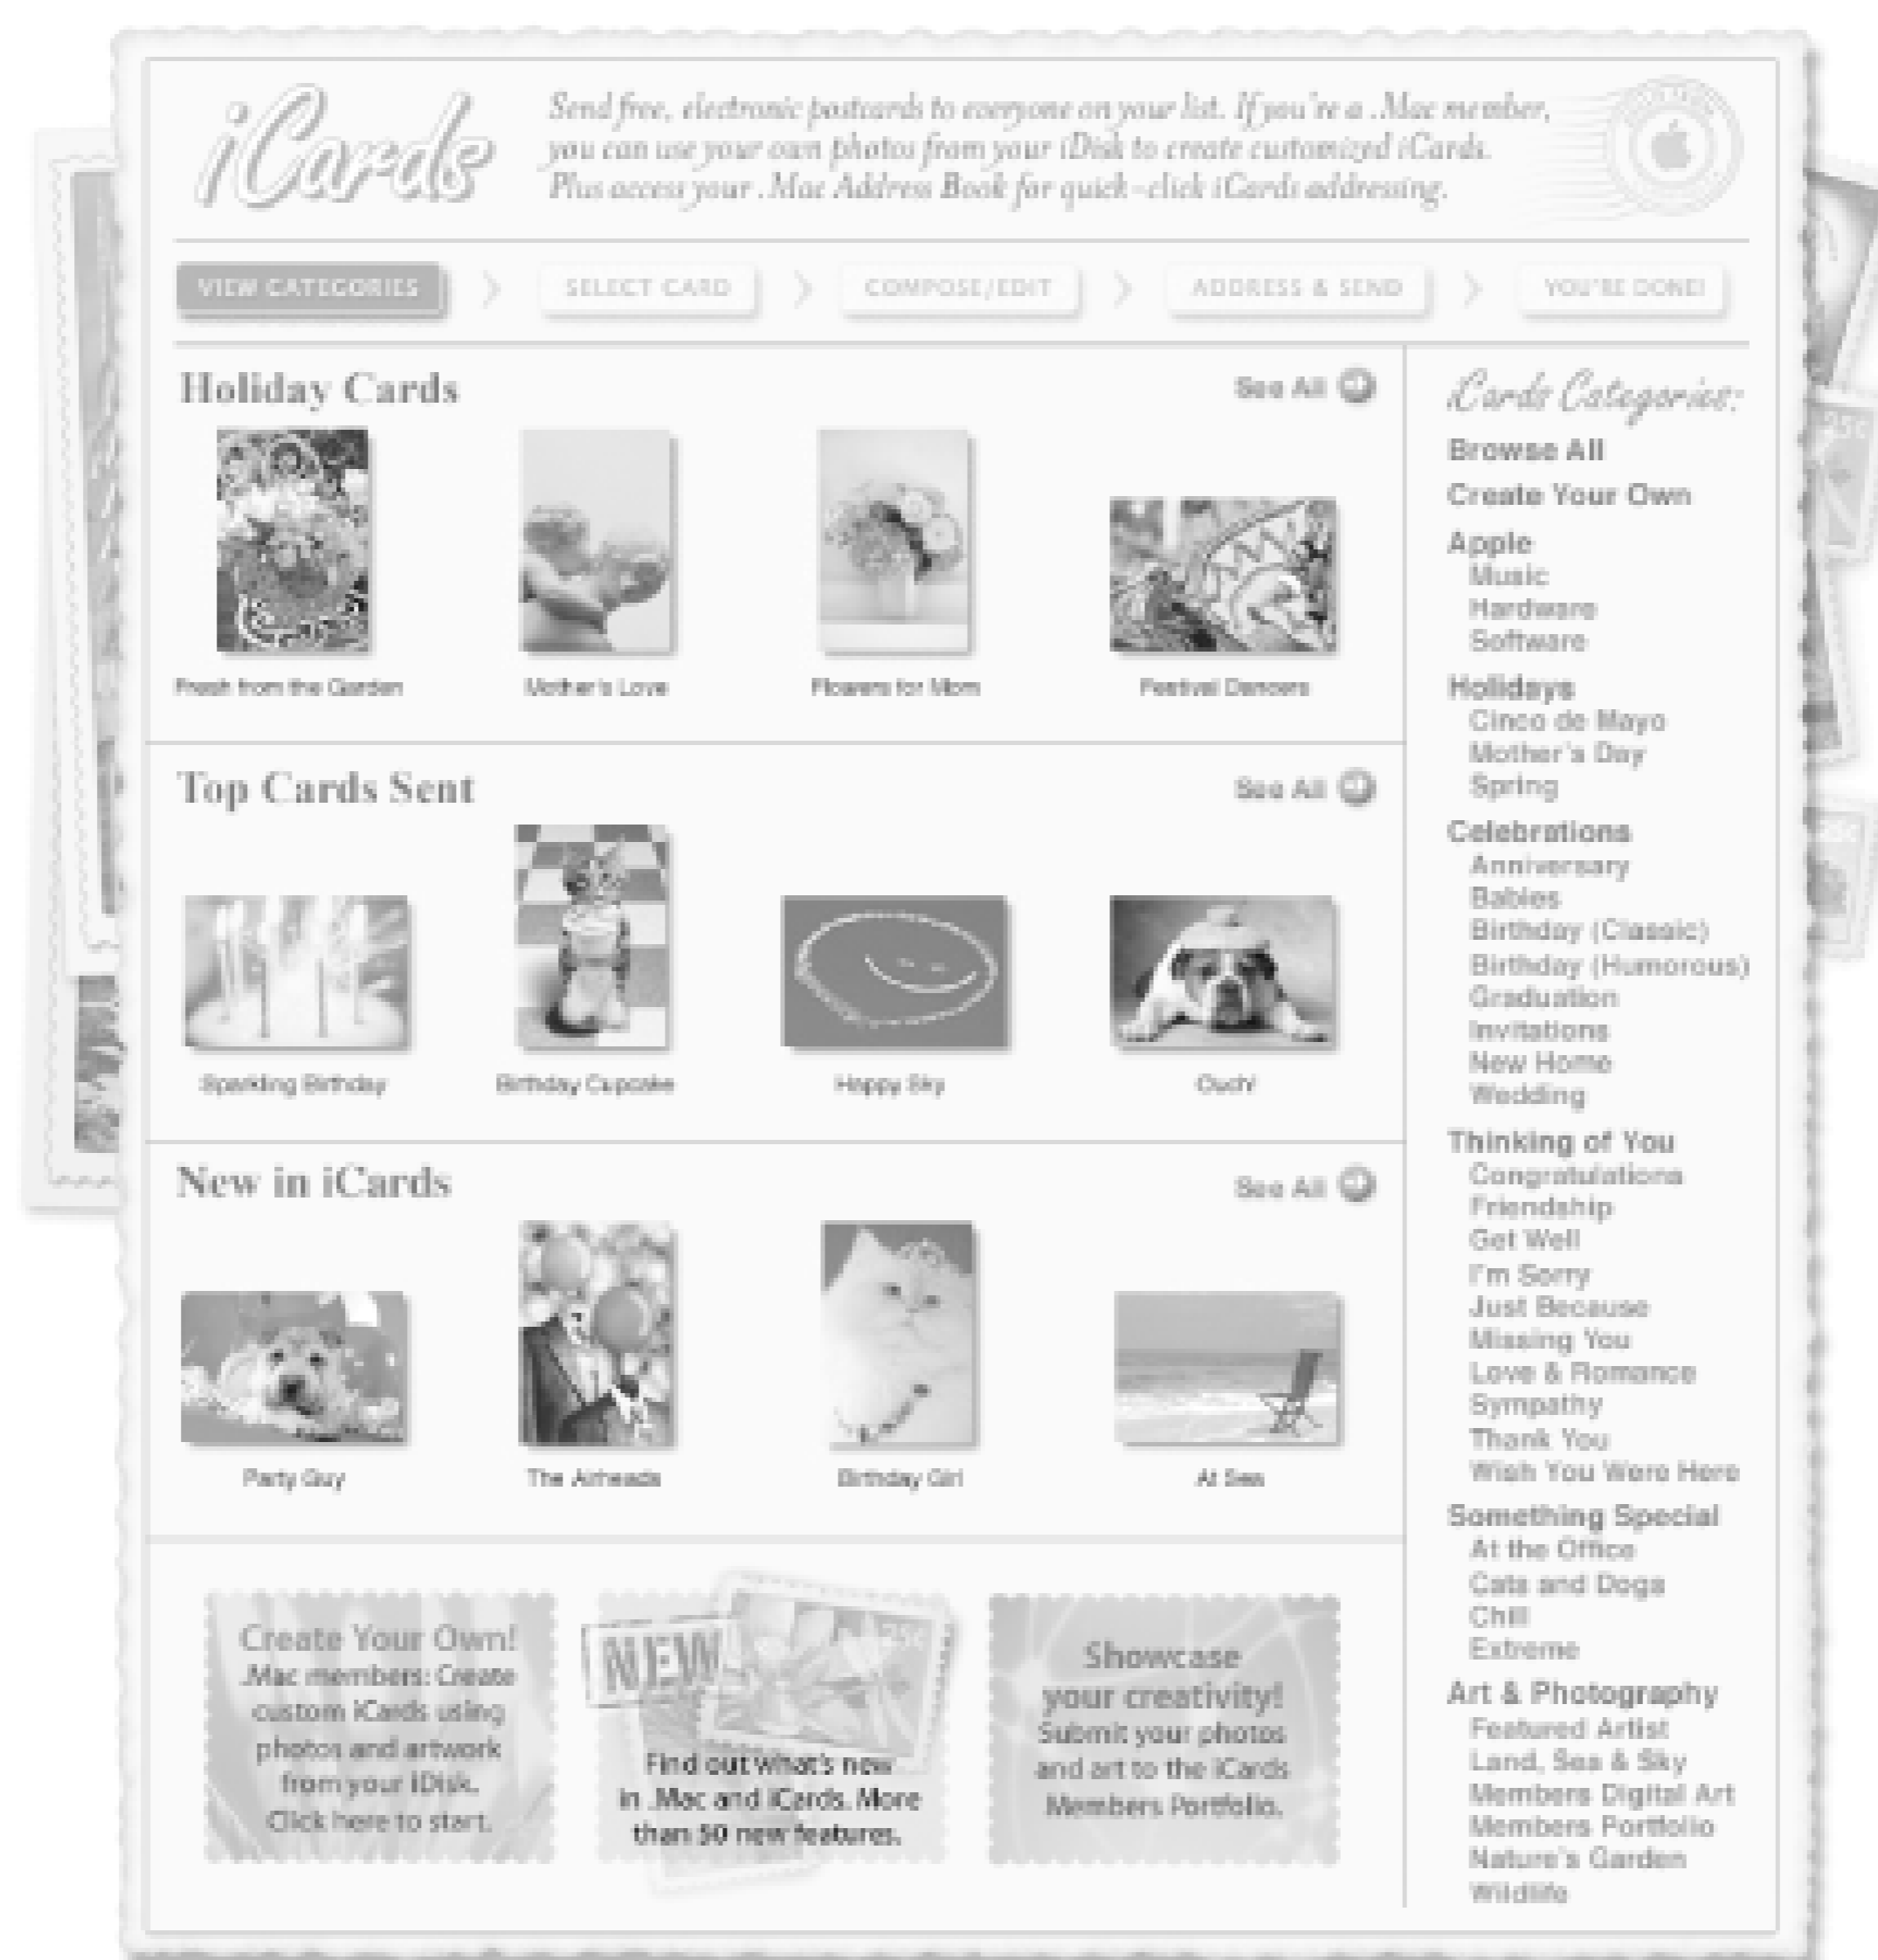 iCards
Send free, electronic postcards to everyone on your list. If you're a .Mac member,
you can use your own photos from your iDisk to create customized iCards.
Plus access your .Mac Address Book for quick-click iCards addressing.
VIEW CATEGORIES
SELECT CARD
COMPOSE/EDIT
ADDRESS & SEND
YOU'RE DONE!
Holiday Cards
See All
Fresh from the Garden
Mother's Love
Flowers for Mom
Festival Dancers
Top Cards Sent
See All
Sparkling Birthday
Birthday Cupcake
Happy Sky
Ouch!
New in iCards
See All
Party Guy
The Airheads
Birthday Girl
At Sea
Create Your Own!
.Mac members: Create
custom iCards using
photos and artwork
from your iDisk.
Click here to start.
NEW
Find out what's new
in .Mac and iCards. More
than 50 new features.
Showcase
your creativity!
Submit your photos
and art to the iCards
Members Portfolio.
iCards Categories:
Browse All
Create Your Own
Apple
Music
Hardware
Software
Holidays
Cinco de Mayo
Mother's Day
Spring
Celebrations
Anniversary
Babies
Birthday (Classic)
Birthday (Humorous)
Graduation
Invitations
New Home
Wedding
Thinking of You
Congratulations
Friendship
Get Well
I'm Sorry
Just Because
Missing You
Love & Romance
Sympathy
Thank You
Wish You Were Here
Something Special
At the Office
Cats and Dogs
Chill
Extreme
Art & Photography
Featured Artist
Land, Sea & Sky
Members Digital Art
Members Portfolio
Nature's Garden
Wildlife